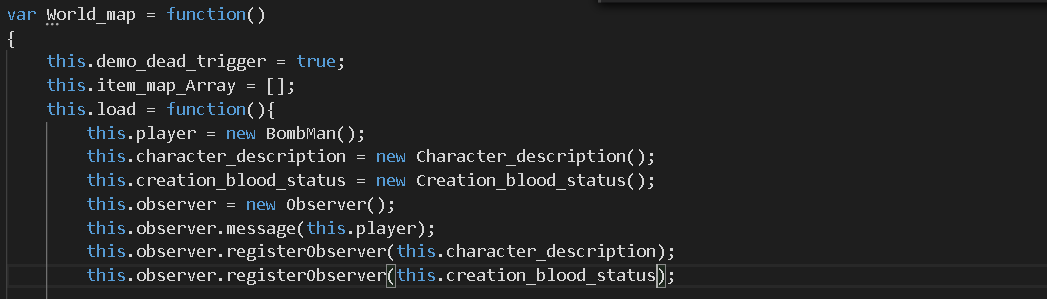 var World_map = function()
{
this.demo_dead_trigger = true;
this.item_map_Array = [];
this.load = function(){
this.player = new BombMan();
this.character_description = new Character_description();
this.creation_blood_status = new Creation_blood_status();
this.observer = new Observer();
this.observer.message(this.player);
this.observer.registerObserver(this.character_description);
this.observer.registerObserver(this.creation_blood_status);